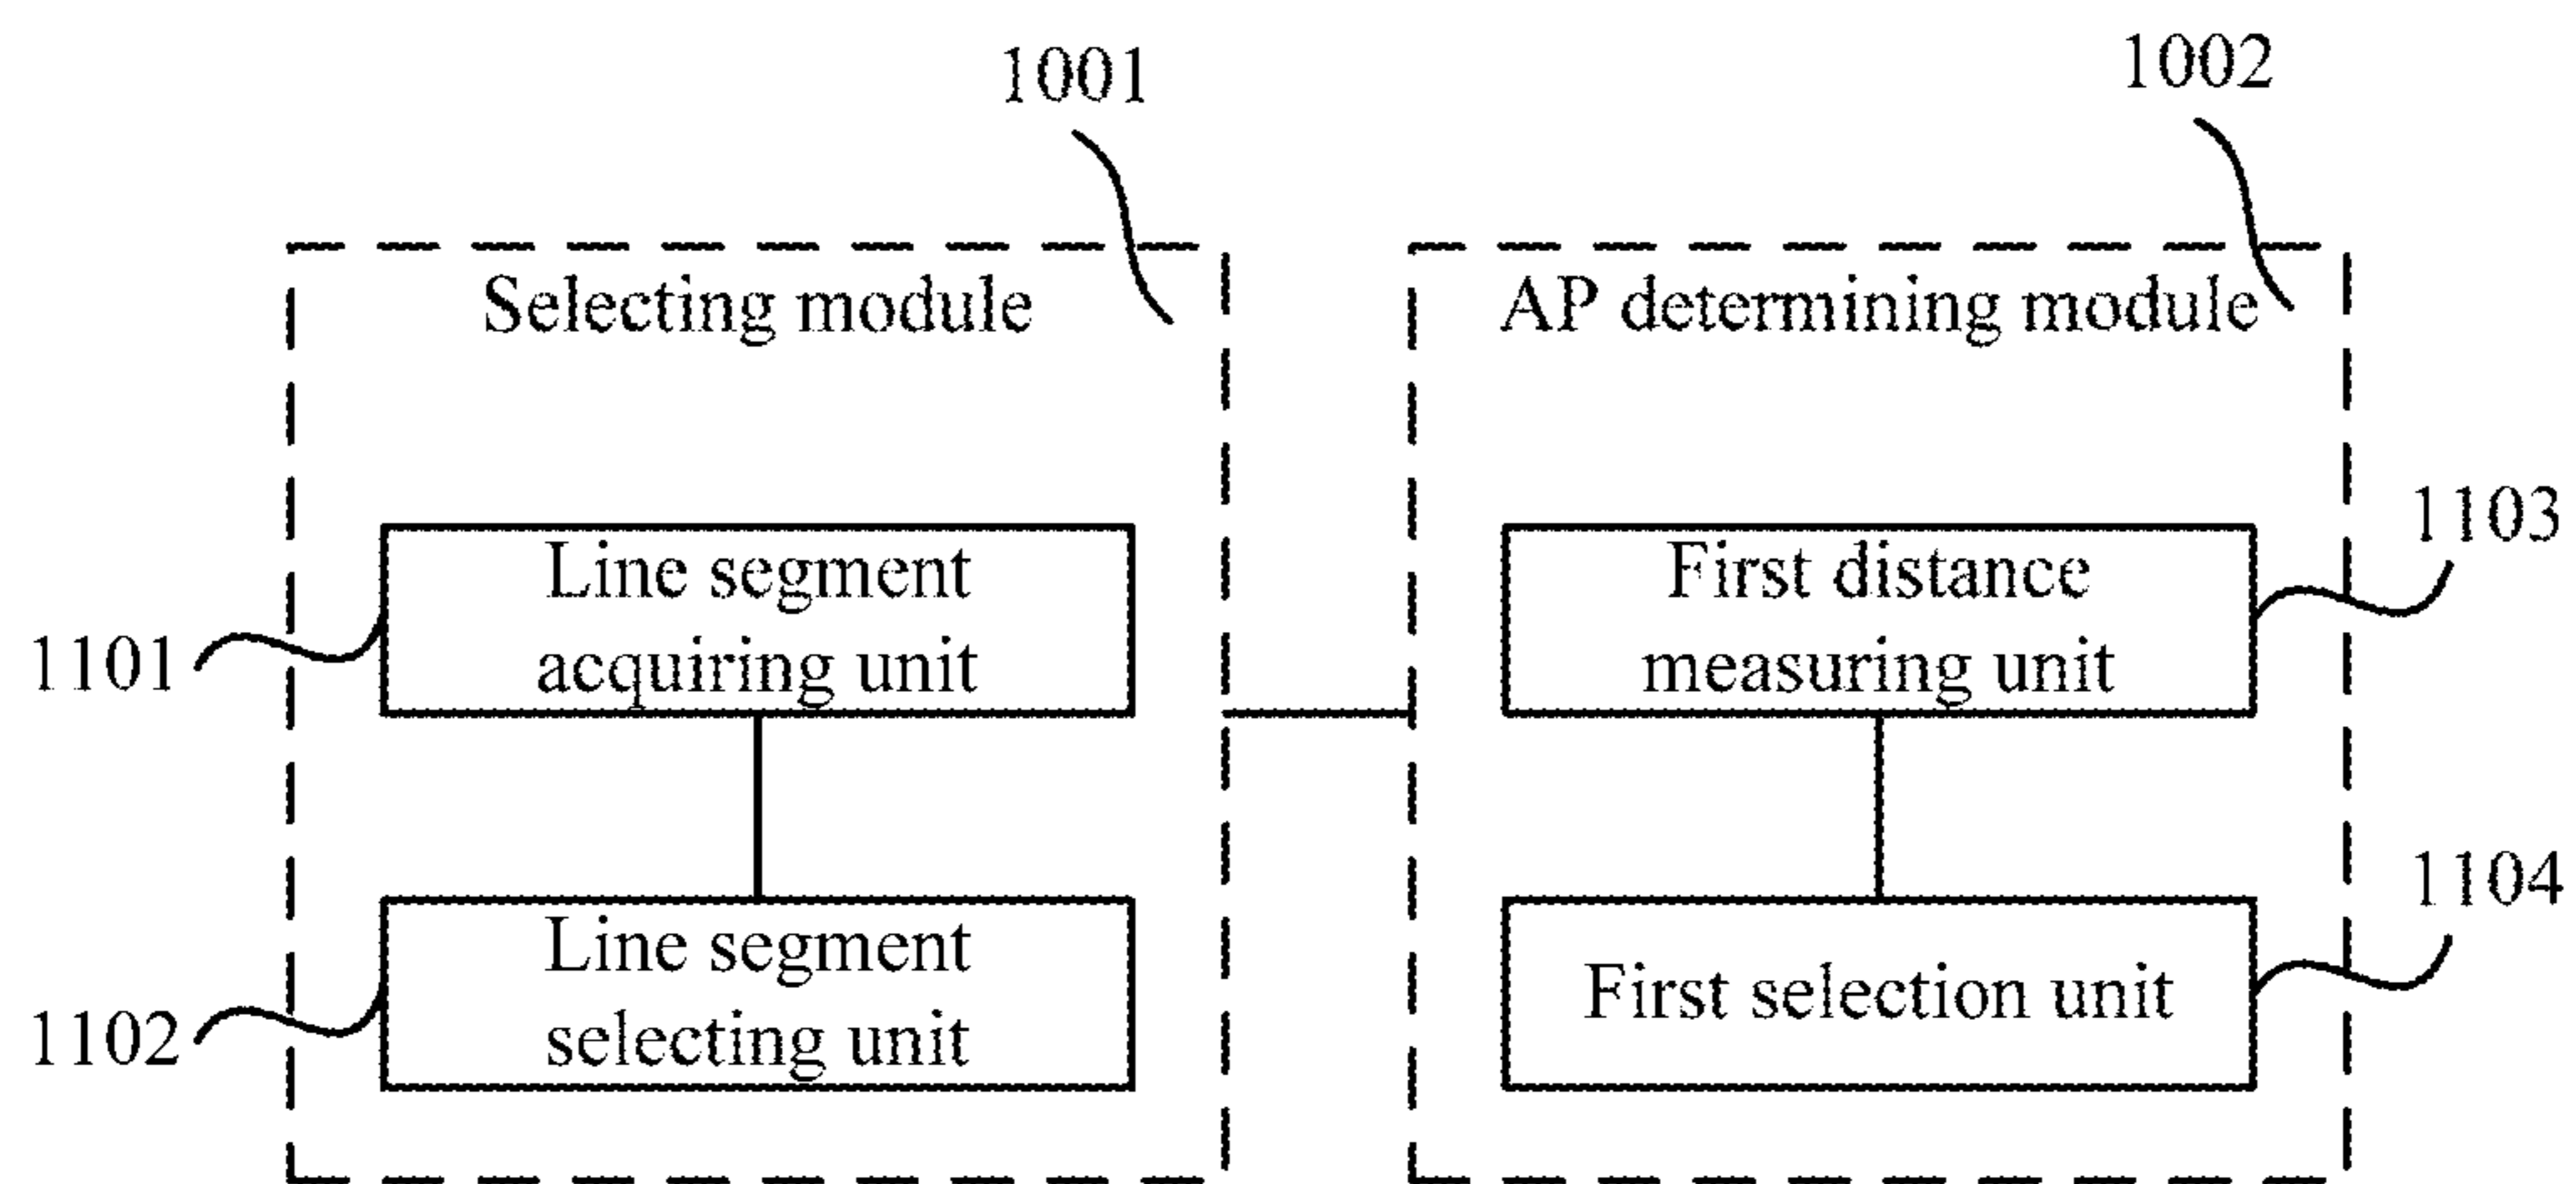 1001
1002
Selecting module
AP determining module
Line segment
acquiring unit
1101
First distance
measuring unit
1103
Line segment
selecting unit
1102
First selection unit
1104